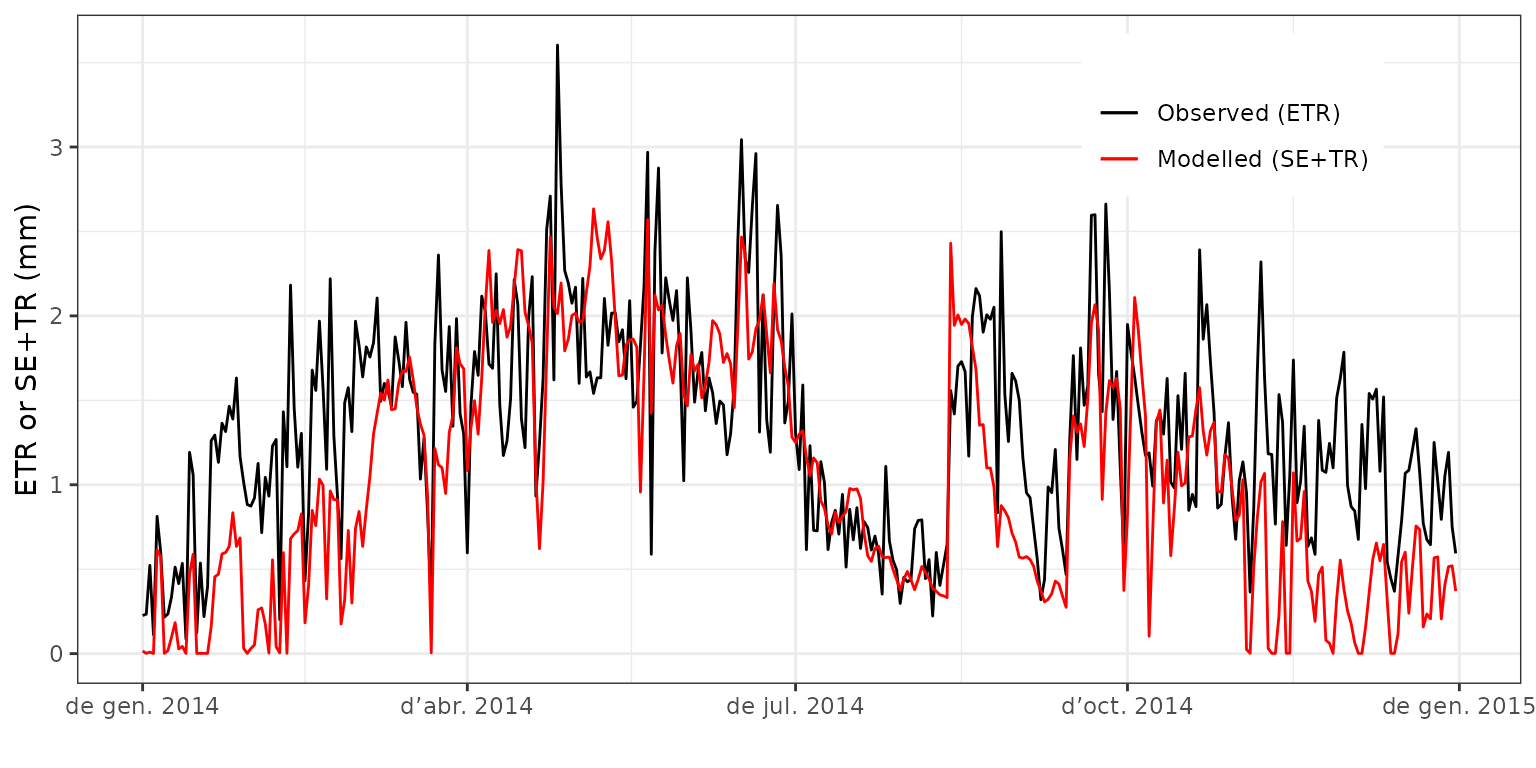 ETR or SE+TR (mm)
3
2
1
0
Observed (ETR)
Modelled (SE+TR)
de gen. 2014
d’abr. 2014
de jul. 2014
d’oct. 2014
de gen. 2015